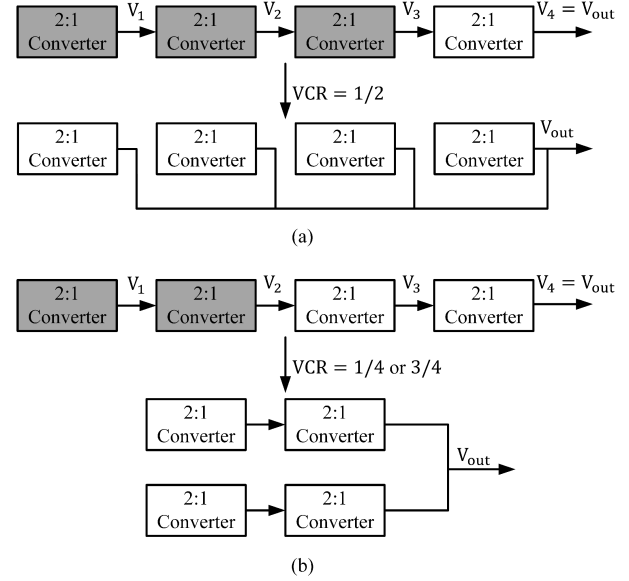 2:1 Converter V₁ 2:1 Converter V₂ 2:1 Converter V₃ 2:1 Converter V₄ = Vout
VCR = 1/2
2:1 Converter 2:1 Converter 2:1 Converter 2:1 Converter Vout
(a)
2:1 Converter V₁ 2:1 Converter V₂ 2:1 Converter V₃ 2:1 Converter V₄ = Vout
VCR = 1/4 or 3/4
2:1 Converter 2:1 Converter
Vout
2:1 Converter 2:1 Converter
(b)